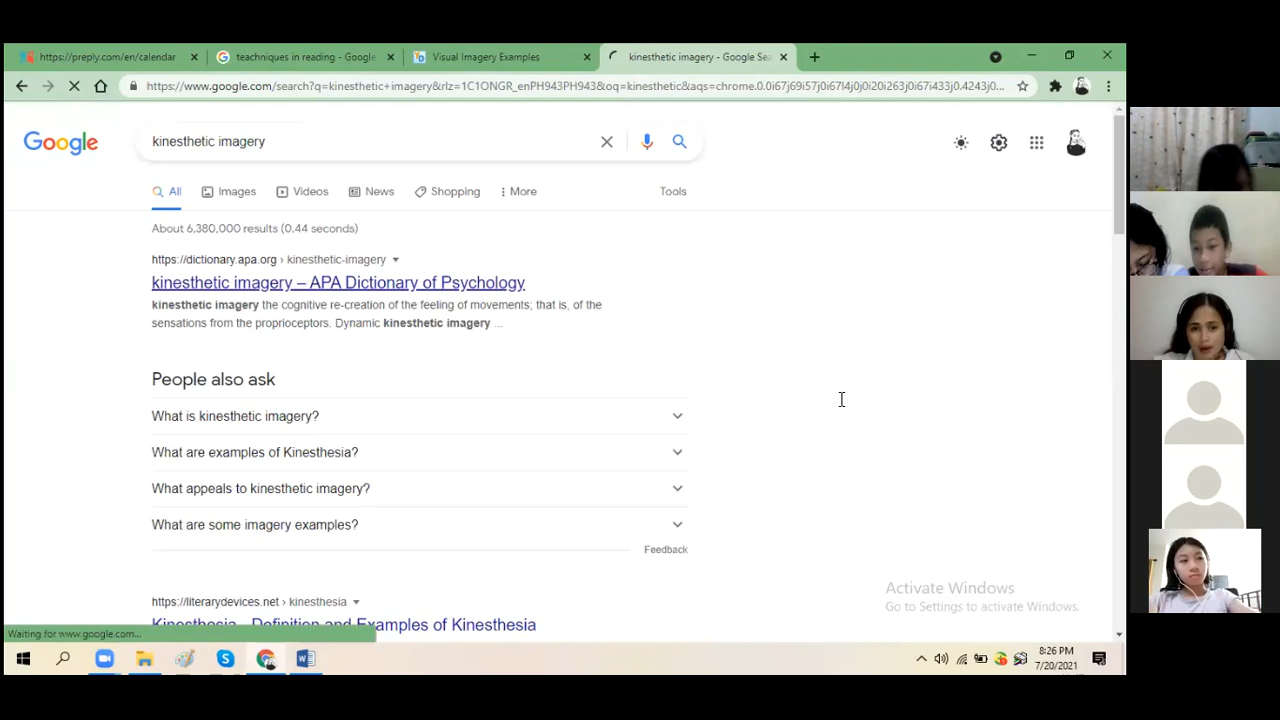 https://preply.com/en/calendar
teachniques in reading - Google
Visual Imagery Examples
kinesthetic imagery - Google Sea
https://www.google.com/search?q=kinesthetic+imagery&rlz=1C1ONGR_enPH943PH943&oq=kinesthetic&aqs=chrome.0.0i67j69i57j0i67l4j0i20i263j0i67i433j0.4243j0...
Google
kinesthetic imagery
All
Images
Videos
News
Shopping
More
Tools
About 6,380,000 results (0.44 seconds)
https://dictionary.apa.org › kinesthetic-imagery
kinesthetic imagery – APA Dictionary of Psychology
kinesthetic imagery the cognitive re-creation of the feeling of movements; that is, of the
sensations from the proprioceptors. Dynamic kinesthetic imagery ...
People also ask
What is kinesthetic imagery?
What are examples of Kinesthesia?
What appeals to kinesthetic imagery?
What are some imagery examples?
Feedback
Activate Windows
Go to Settings to activate Windows.
https://literarydevices.net › kinesthesia
Kinesthesia - Definition and Examples of Kinesthesia
Waiting for www.google.com...
8:26 PM
7/20/2021